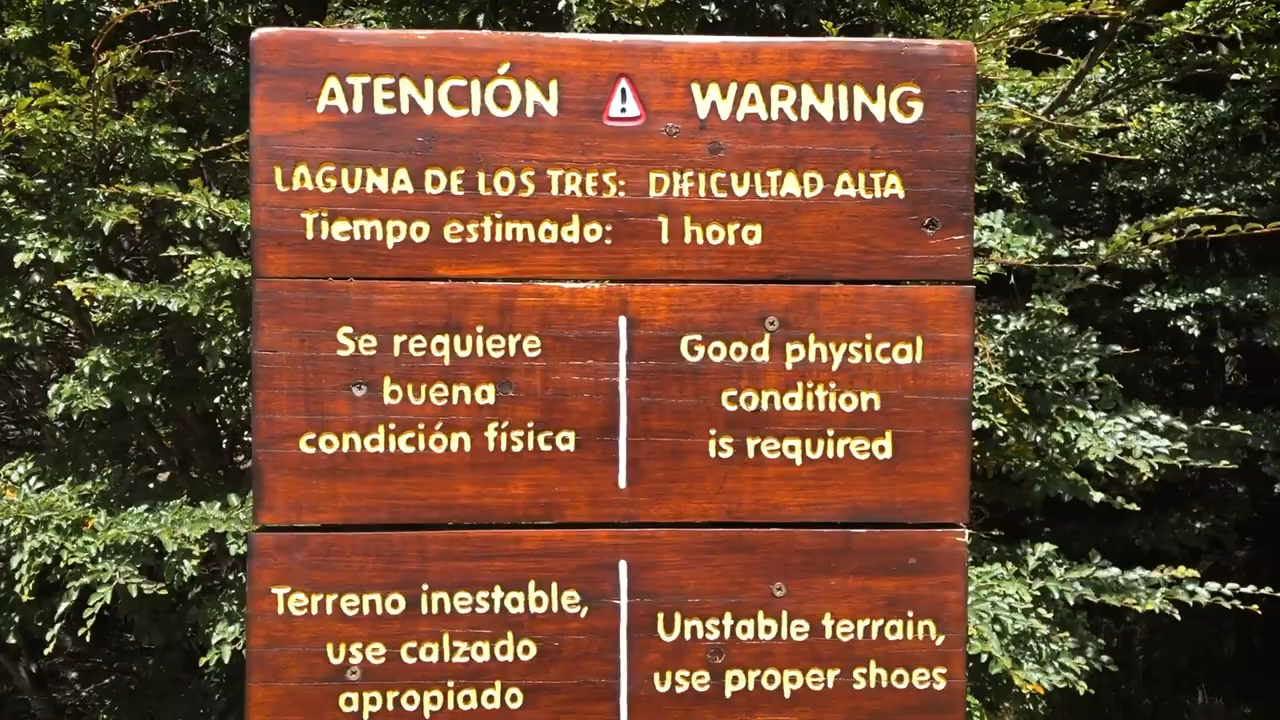 ATENCIÓN WARNING
LAGUNA DE LOS TRES: DIFICULTAD ALTA
Tiempo estimado: 1 hora
Se requiere
buena
condición física
Good physical
condition
is required
Terreno inestable,
use calzado
apropiado
Unstable terrain,
use proper shoes